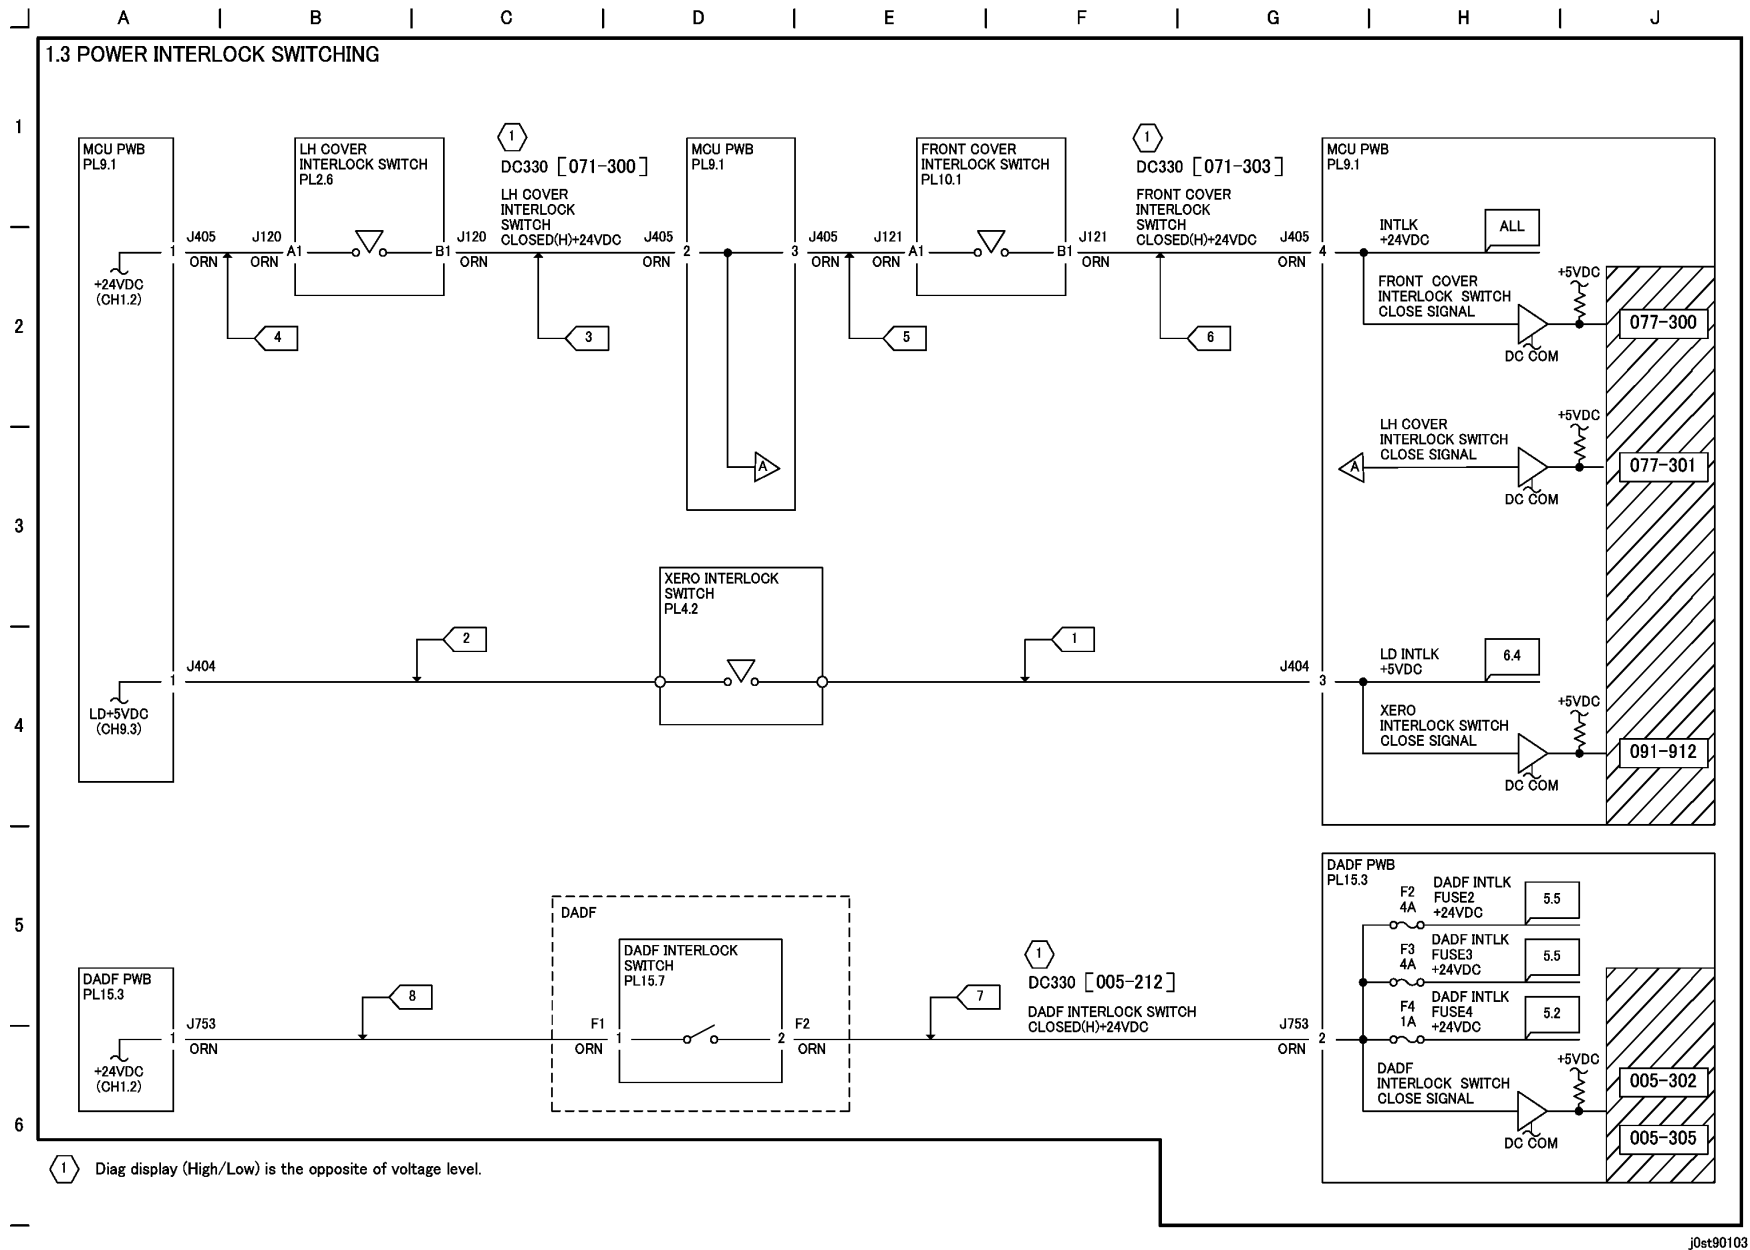 A | B | C | D | E | F | G | H | J
1.3 POWER INTERLOCK SWITCHING
1
2
3
4
5
6
MCU PWB
PL9.1
+24VDC
(CH1.2)
1
J405
ORN
4
J120
ORN
LH COVER
INTERLOCK SWITCH
PL2.6
A1
B1
J120
ORN
1
DC330 [071-300]
LH COVER
INTERLOCK
SWITCH
CLOSED(H)+24VDC
3
J405
ORN
MCU PWB
PL9.1
2
3
A
J405
ORN
5
J121
ORN
FRONT COVER
INTERLOCK SWITCH
PL10.1
A1
B1
J121
ORN
1
DC330 [071-303]
FRONT COVER
INTERLOCK
SWITCH
CLOSED(H)+24VDC
6
J405
ORN
MCU PWB
PL9.1
4
INTLK
+24VDC
ALL
FRONT COVER
INTERLOCK SWITCH
CLOSE SIGNAL
+5VDC
DC COM
077-300
A
LH COVER
INTERLOCK SWITCH
CLOSE SIGNAL
+5VDC
DC COM
077-301
LD+5VDC
(CH9.3)
1
J404
2
XERO INTERLOCK
SWITCH
PL4.2
1
J404
3
LD INTLK
+5VDC
6.4
XERO
INTERLOCK SWITCH
CLOSE SIGNAL
+5VDC
DC COM
091-912
DADF PWB
PL15.3
+24VDC
(CH1.2)
1
J753
ORN
8
DADF
F1
ORN
DADF INTERLOCK
SWITCH
PL15.7
1
2
F2
ORN
7
1
DC330 [005-212]
DADF INTERLOCK SWITCH
CLOSED(H)+24VDC
J753
ORN
DADF PWB
PL15.3
2
F2
4A
DADF INTLK
FUSE2
+24VDC
5.5
F3
4A
DADF INTLK
FUSE3
+24VDC
5.5
F4
1A
DADF INTLK
FUSE4
+24VDC
5.2
DADF
INTERLOCK SWITCH
CLOSE SIGNAL
+5VDC
DC COM
005-302
005-305
1 Diag display (High/Low) is the opposite of voltage level.
j0st90103